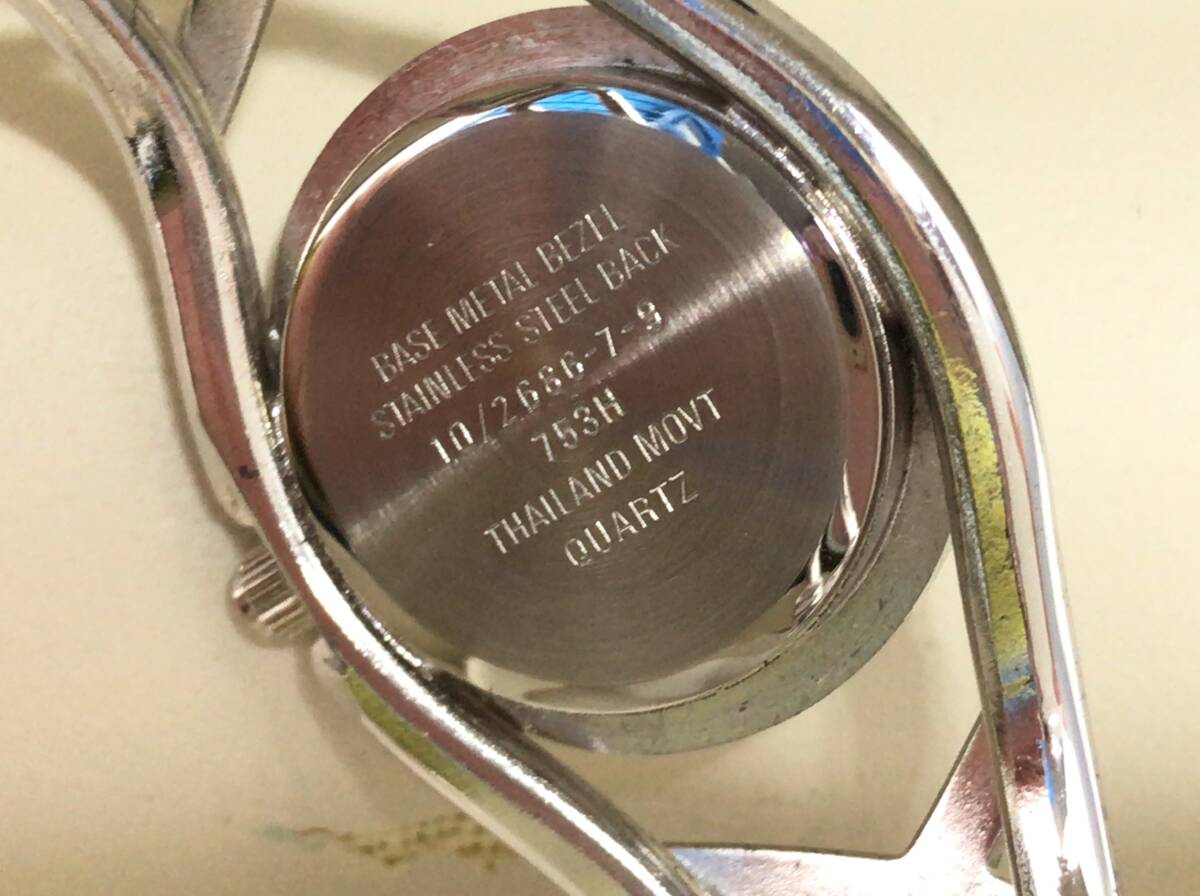 BASE METAL BEZEL
STAINLESS STEEL BACK
10/2686-7-9
753H
THAILAND MOVT
QUARTZ